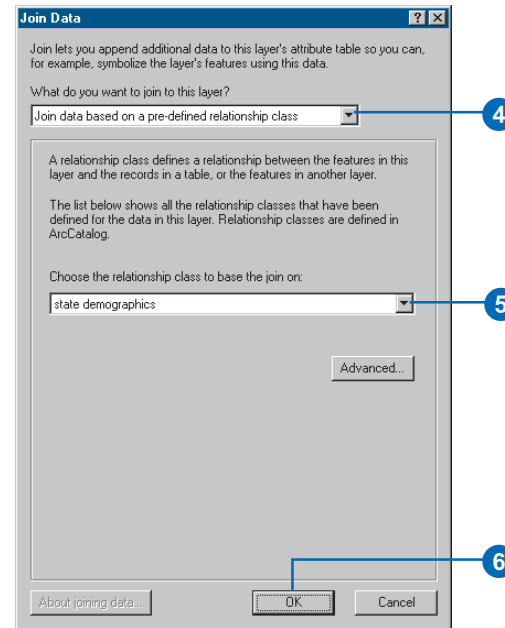 Join Data
? ×
Join lets you append additional data to this layer's attribute table so you can,
for example, symbolize the layer's features using this data.
What do you want to join to this layer?
Join data based on a pre-defined relationship class
4
A relationship class defines a relationship between the features in this
layer and the records in a table, or the features in another layer.
The list below shows all the relationship classes that have been
defined for the data in this layer. Relationship classes are defined in
ArcCatalog.
Choose the relationship class to base the join on:
state demographics
5
Advanced...
6
About joining data...
OK
Cancel